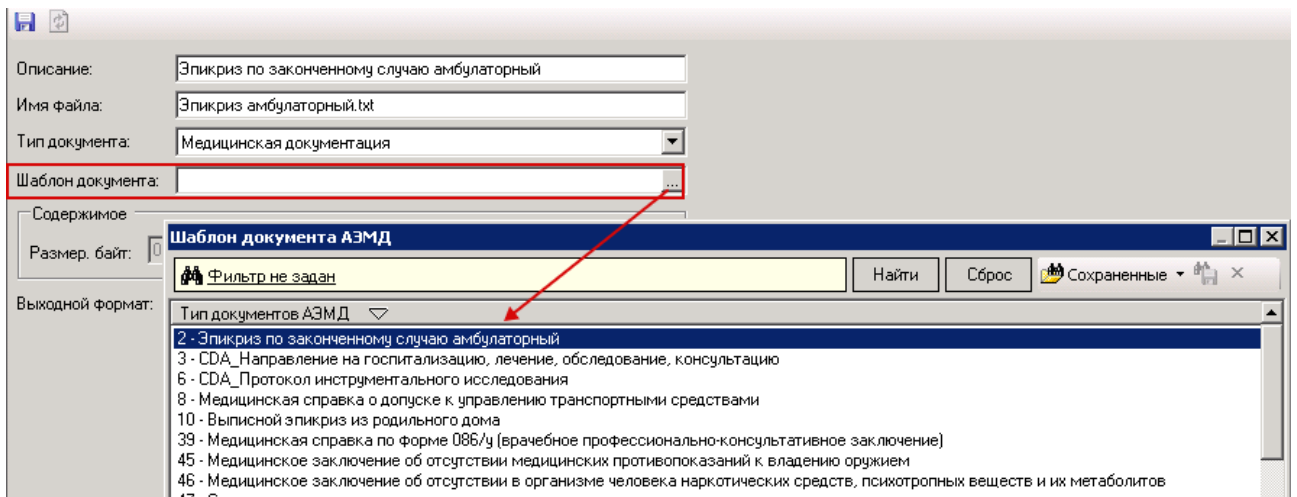 Описание: Эпикриз по законченному случаю амбулаторный
Имя файла: Эпикриз амбулаторный.txt
Тип документа: Медицинская документация
Шаблон документа: ...
Содержимое
Размер. байт: 0
Выходной формат:
Шаблон документа АЭМД
Фильтр не задан Найти Сброс Сохраненные
Тип документов АЭМД
2 - Эпикриз по законченному случаю амбулаторный
3 - CDA_Направление на госпитализацию, лечение, обследование, консультацию
6 - CDA_Протокол инструментального исследования
8 - Медицинская справка о допуске к управлению транспортными средствами
10 - Выписной эпикриз из родильного дома
39 - Медицинская справка по форме 086/у (врачебное профессионально-консультативное заключение)
45 - Медицинское заключение об отсутствии медицинских противопоказаний к владению оружием
46 - Медицинское заключение об отсутствии в организме человека наркотических средств, психотропных веществ и их метаболитов